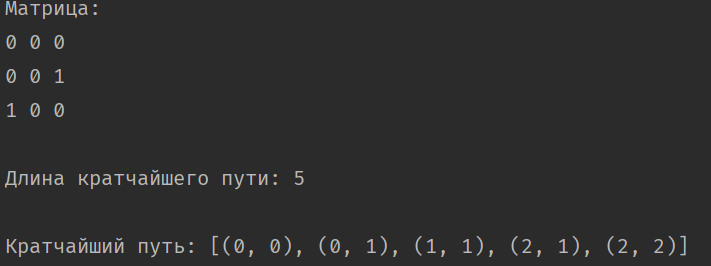 Матрица:
0 0 0
0 0 1
1 0 0
Длина кратчайшего пути: 5
Кратчайший путь: [(0, 0), (0, 1), (1, 1), (2, 1), (2, 2)]